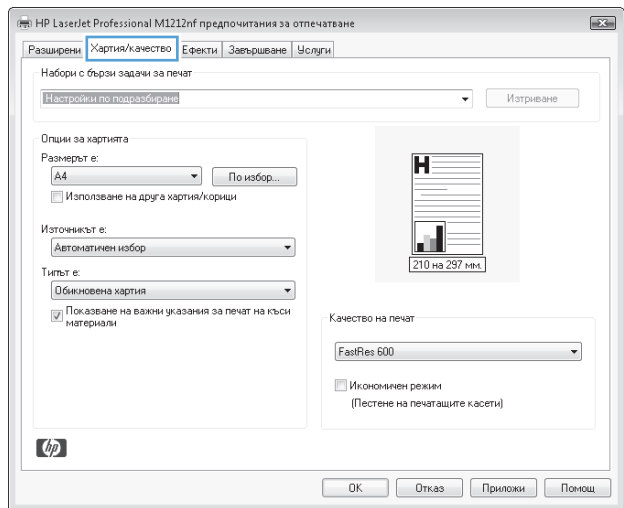 HP LaserJet Professional M1212nf предпочитания за отпечатване
Разширени Хартия/качество Ефекти Завършване Услуги
Набори с бързи задачи за печат
Настройки по подразбиране
Изтриване
Опции за хартията
Размерът е:
A4
По избор...
Използване на друга хартия/корици
Източникът е:
Автоматичен избор
Типът е:
Обикновена хартия
Показване на важни указания за печат на къси
материали
H
210 на 297 мм.
Качество на печат
FastRes 600
Икономичен режим
(Пестене на печатащите касети)
hp
OK Отказ Приложи Помощ